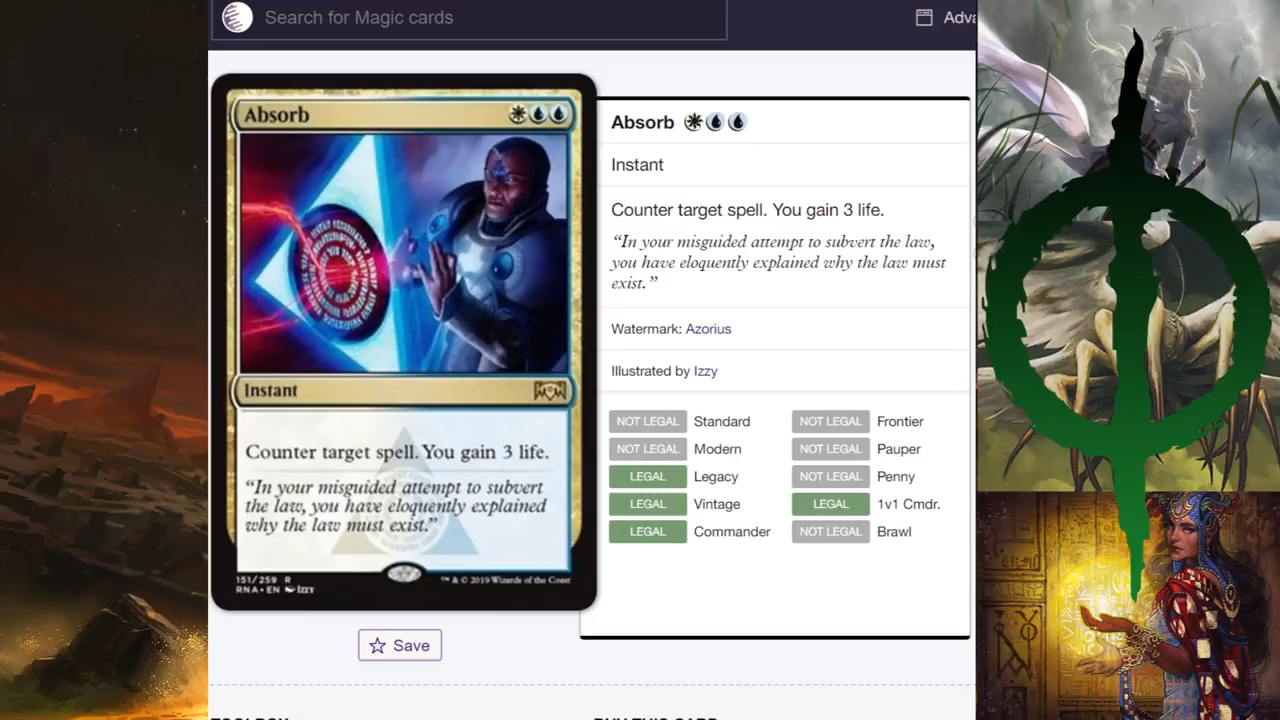 Search for Magic cards
Adva
Absorb
Instant
Counter target spell. You gain 3 life.
“In your misguided attempt to subvert
the law, you have eloquently explained
why the law must exist.”
151/259 R
RNA • EN Izzy
™ & © 2019 Wizards of the Coast
Save
Absorb
Instant
Counter target spell. You gain 3 life.
“In your misguided attempt to subvert the law,
you have eloquently explained why the law must
exist.”
Watermark: Azorius
Illustrated by Izzy
NOT LEGAL Standard NOT LEGAL Frontier
NOT LEGAL Modern NOT LEGAL Pauper
LEGAL Legacy NOT LEGAL Penny
LEGAL Vintage LEGAL 1v1 Cmdr.
LEGAL Commander NOT LEGAL Brawl
TOOLBOX
BUY THIS CARD